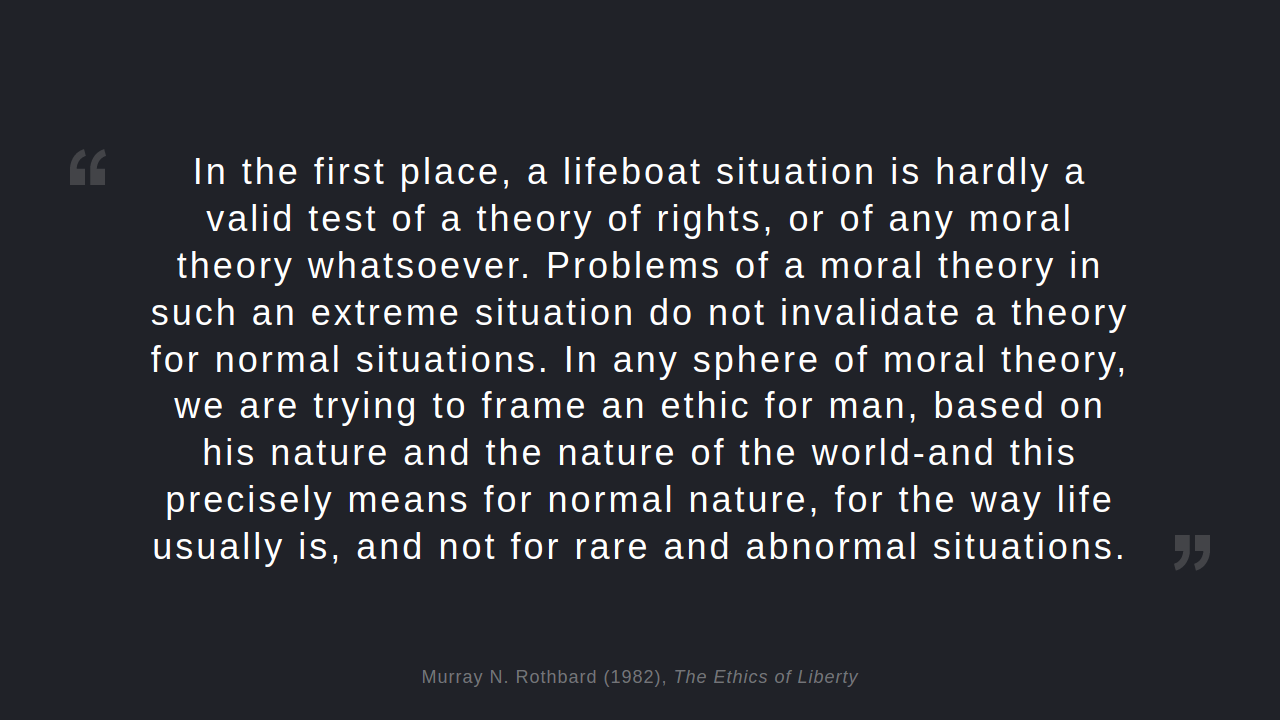 “ In the first place, a lifeboat situation is hardly a
valid test of a theory of rights, or of any moral
theory whatsoever. Problems of a moral theory in
such an extreme situation do not invalidate a theory
for normal situations. In any sphere of moral theory,
we are trying to frame an ethic for man, based on
his nature and the nature of the world-and this
precisely means for normal nature, for the way life
usually is, and not for rare and abnormal situations. ”
Murray N. Rothbard (1982), The Ethics of Liberty